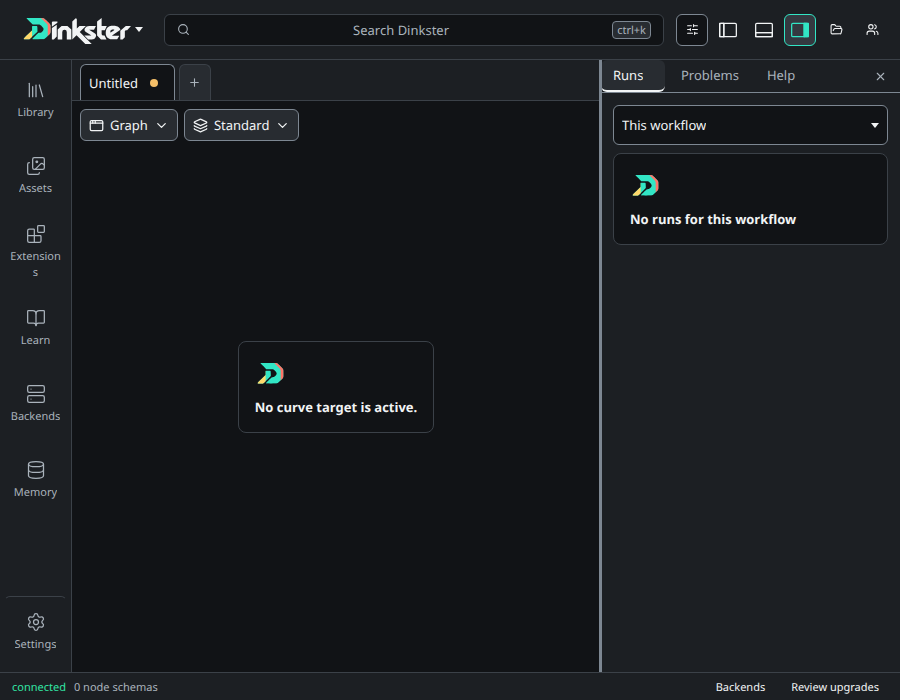 Dinkster
Search Dinkster
ctrl+k
Library
Assets
Extension
s
Learn
Backends
Memory
Settings
Untitled
+
Graph
Standard
No curve target is active.
Runs
Problems
Help
This workflow
No runs for this workflow
connected
0 node schemas
Backends
Review upgrades